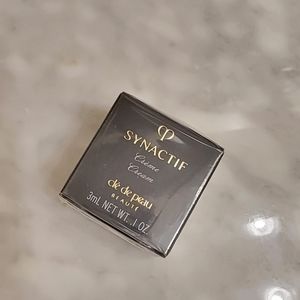 SYNACTIF
Crème
Cream
clé de peau
BEAUTÉ
3mL NET WT. .1 OZ.